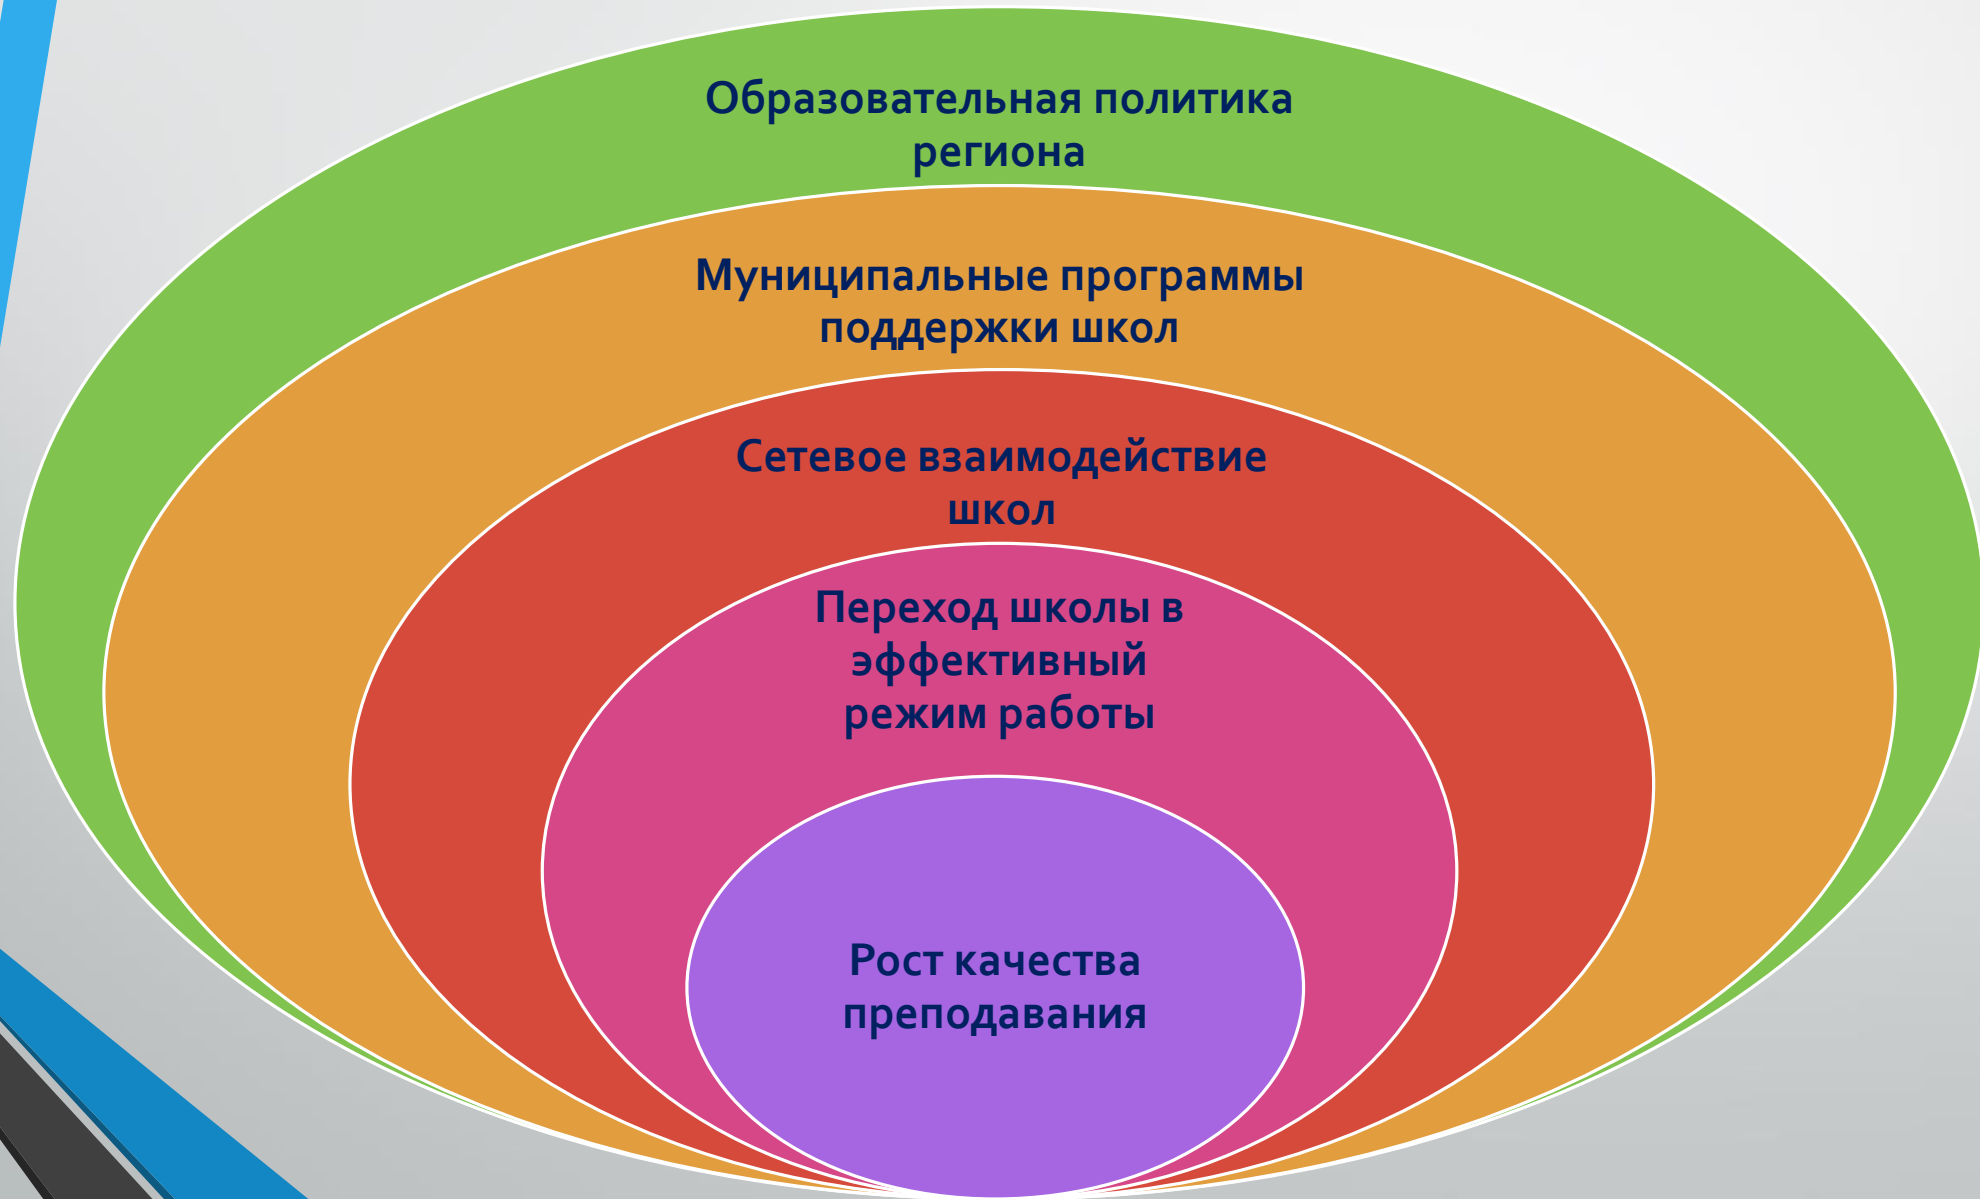 Образовательная политика
региона
Муниципальные программы
поддержки школ
Сетевое взаимодействие
школ
Переход школы в
эффективный
режим работы
Рост качества
преподавания